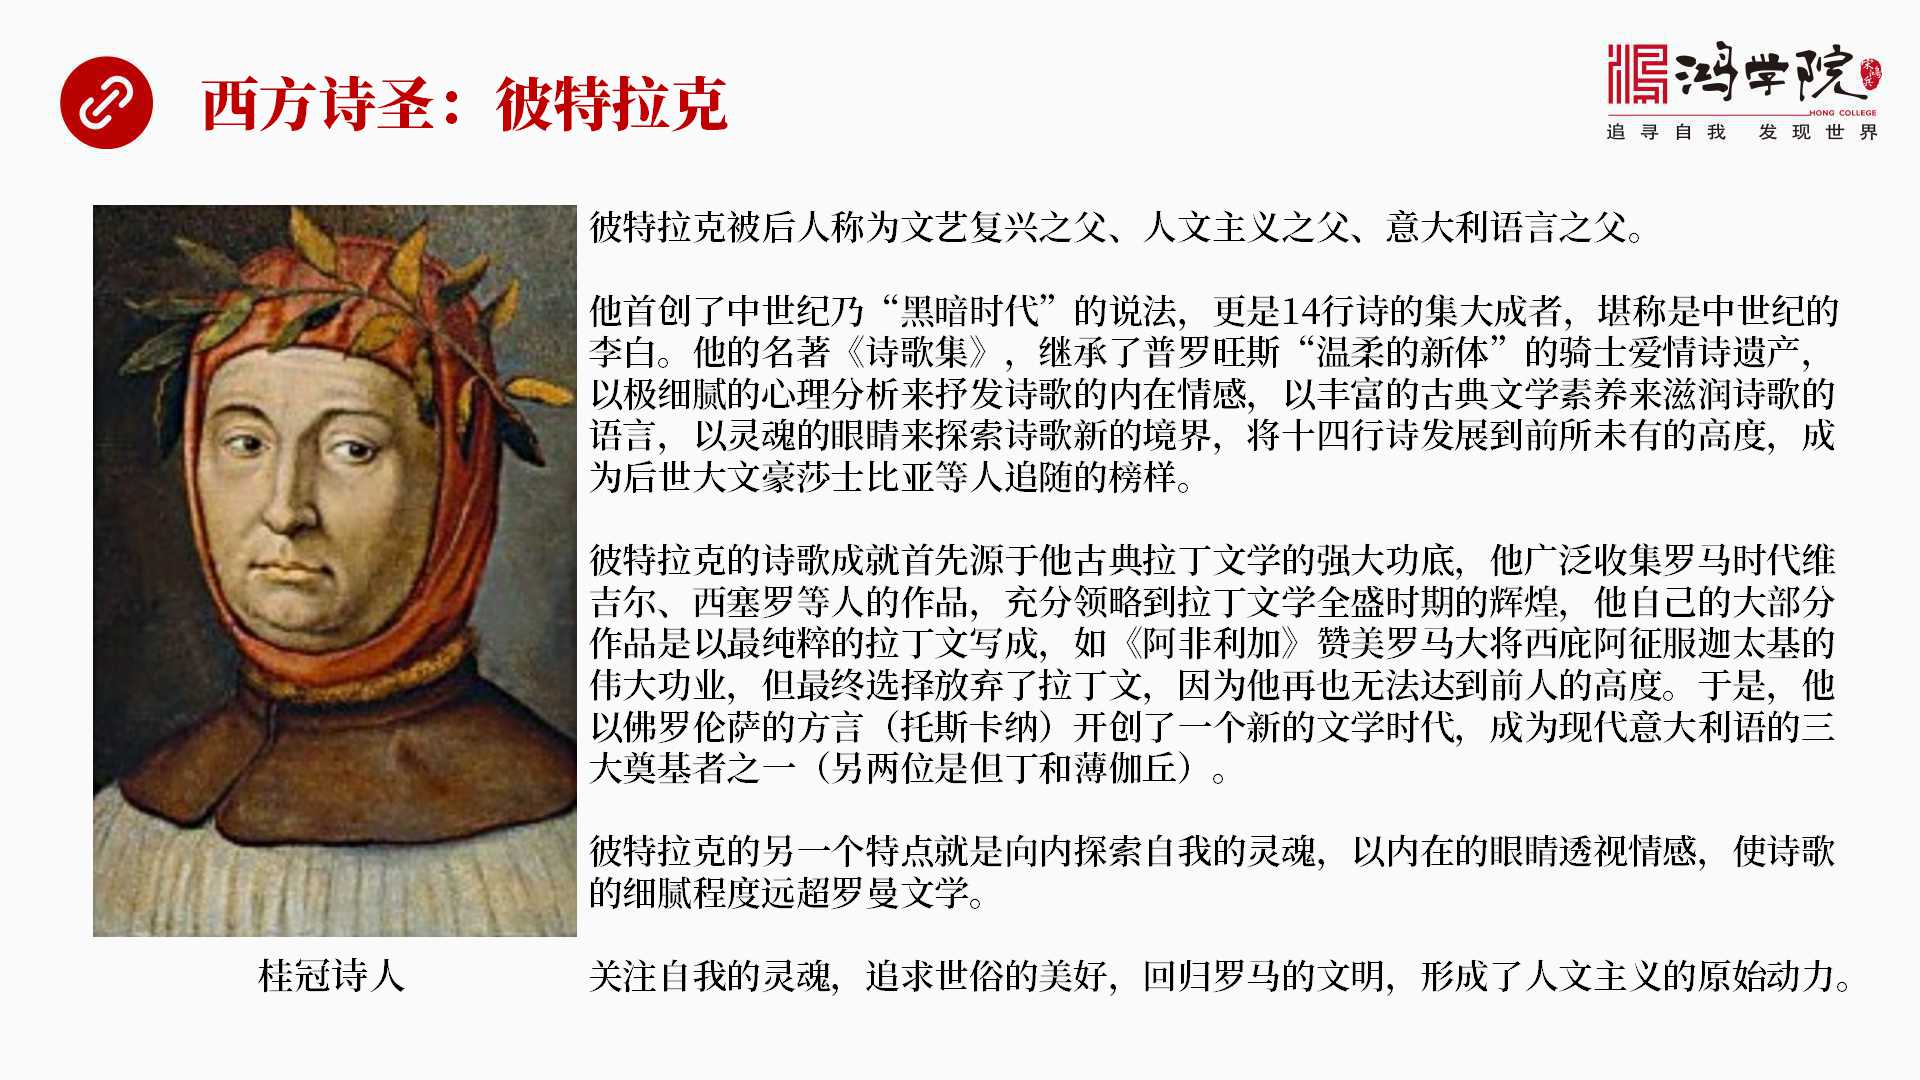 西方诗圣：彼特拉克
鸿学院
HONG COLLEGE
追寻自我 发现世界
彼特拉克被后人称为文艺复兴之父、人文主义之父、意大利语言之父。
他首创了中世纪乃“黑暗时代”的说法，更是14行诗的集大成者，堪称是中世纪的
李白。他的名著《诗歌集》，继承了普罗旺斯“温柔的新体”的骑士爱情诗遗产，
以极细腻的心理分析来抒发诗歌的内在情感，以丰富的古典文学素养来滋润诗歌的
语言，以灵魂的眼睛来探索诗歌新的境界，将十四行诗发展到前所未有的高度，成
为后世大文豪莎士比亚等人追随的榜样。
彼特拉克的诗歌成就首先源于他古典拉丁文学的强大功底，他广泛收集罗马时代维
吉尔、西塞罗等人的作品，充分领略到拉丁文学全盛时期的辉煌，他自己的大部分
作品是以最纯粹的拉丁文写成，如《阿非利加》赞美罗马大将西庇阿征服迦太基的
伟大功业，但最终选择放弃了拉丁文，因为他再也无法达到前人的高度。于是，他
以佛罗伦萨的方言（托斯卡纳）开创了一个新的文学时代，成为现代意大利语的三
大奠基者之一（另两位是但丁和薄伽丘）。
彼特拉克的另一个特点就是向内探索自我的灵魂，以内在的眼睛透视情感，使诗歌
的细腻程度远超罗曼文学。
关注自我的灵魂，追求世俗的美好，回归罗马的文明，形成了人文主义的原始动力。
桂冠诗人